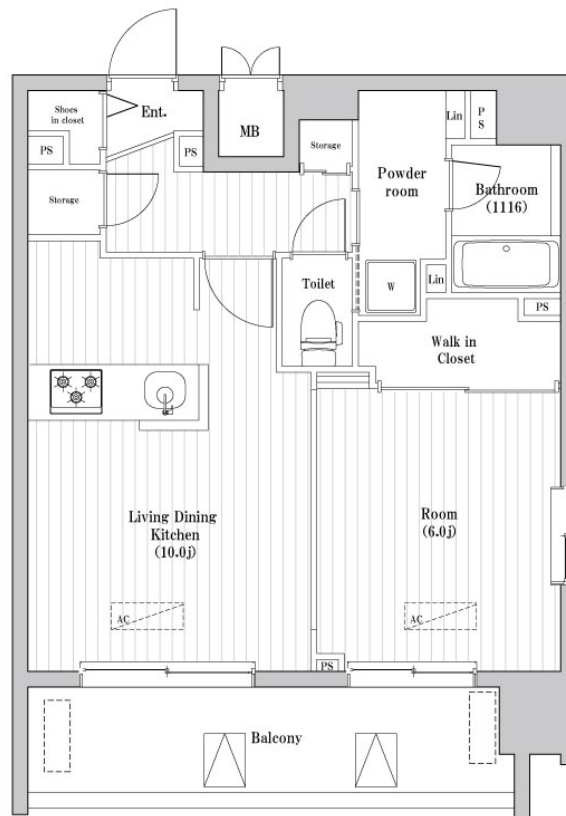 Shoes
in closet
Ent.
MB
Lin
PS
PS
PS
Storage
Powder
room
Bathroom
(1116)
Storage
Toilet
W
Lin
PS
Walk in
Closet
Living Dining
Kitchen
(10.0j)
Room
(6.0j)
AC
AC
PS
Balcony